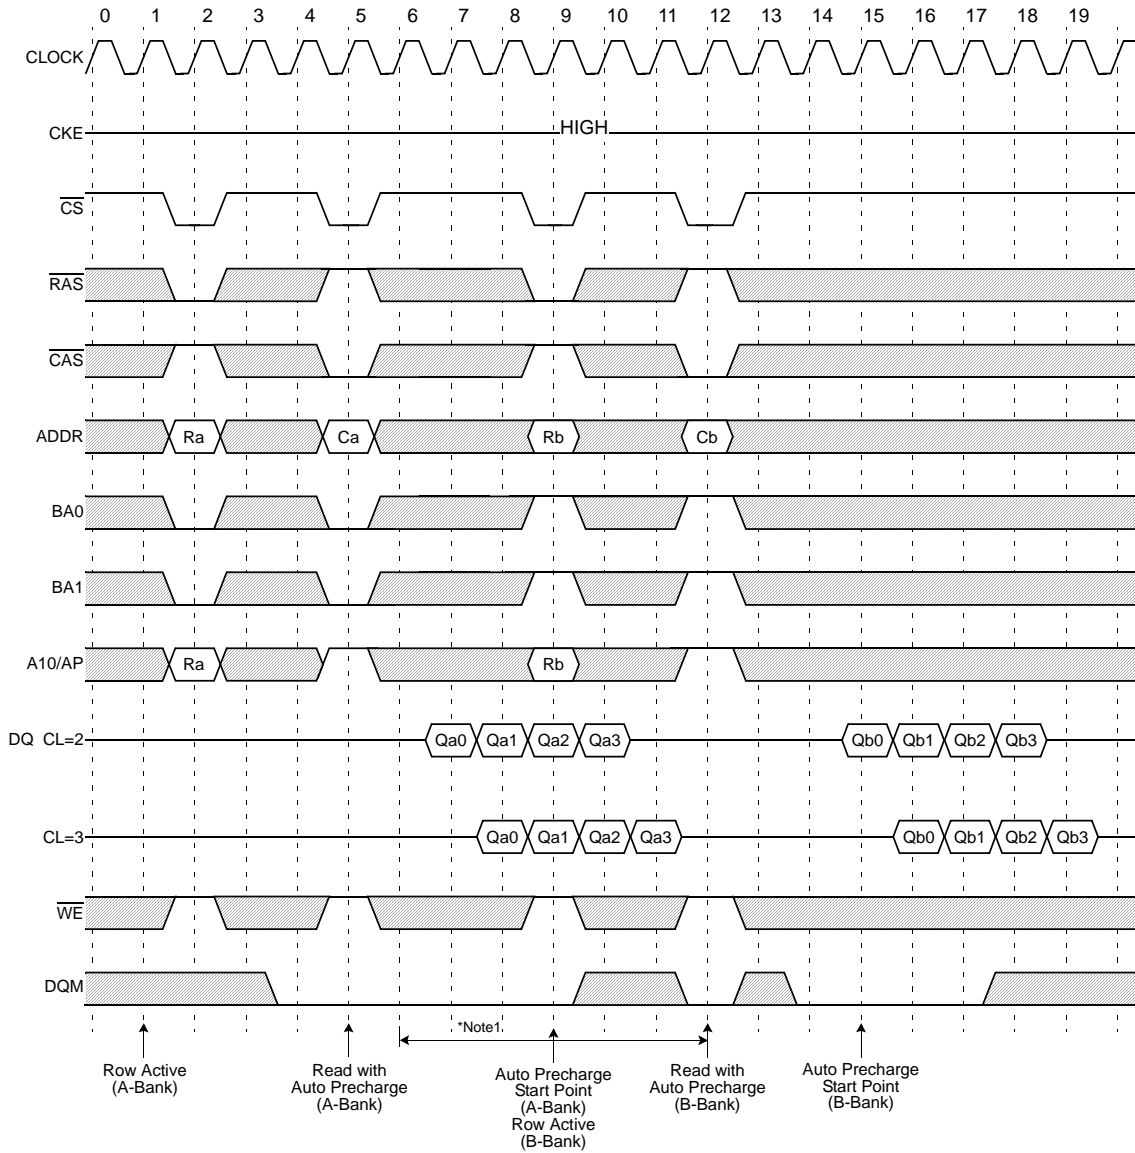 0 1 2 3 4 5 6 7 8 9 10 11 12 13 14 15 16 17 18 19
CLOCK
CKE
HIGH
CS
RAS
CAS
ADDR
Ra Ca Rb Cb
BA0
BA1
A10/AP
Ra Rb
DQ CL=2
Qa0 Qa1 Qa2 Qa3 Qb0 Qb1 Qb2 Qb3
CL=3
Qa0 Qa1 Qa2 Qa3 Qb0 Qb1 Qb2 Qb3
WE
DQM
*Note1
Row Active
(A-Bank)
Read with
Auto Precharge
(A-Bank)
Auto Precharge
Start Point
(A-Bank)
Row Active
(B-Bank)
Read with
Auto Precharge
(B-Bank)
Auto Precharge
Start Point
(B-Bank)